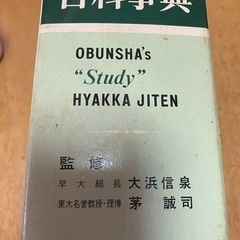 百科事典
OBUNSHA's
“Study”
HYAKKA JITEN
監修
早大総長 大浜信泉
東大名誉教授・理博 茅誠司